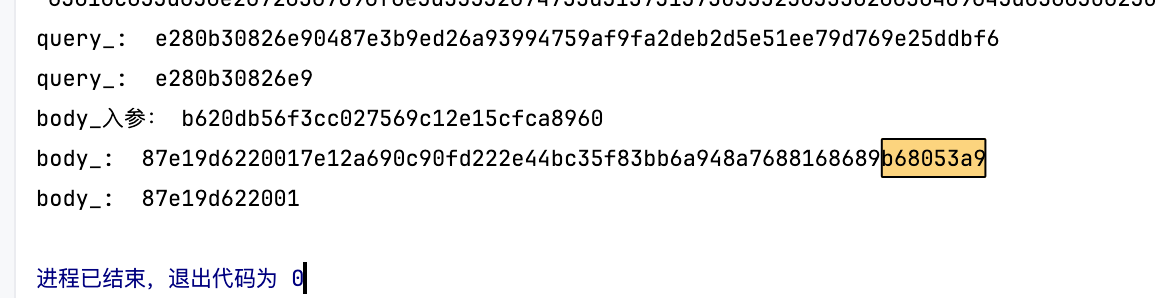 query_:  e280b30826e90487e3b9ed26a93994759af9fa2deb2d5e51ee79d769e25ddbf6
query_:  e280b30826e9
body_入参:  b620db56f3cc027569c12e15cfca8960
body_:  87e19d6220017e12a690c90fd222e44bc35f83bb6a948a7688168689b68053a9
body_:  87e19d622001
进程已结束，退出代码为 0